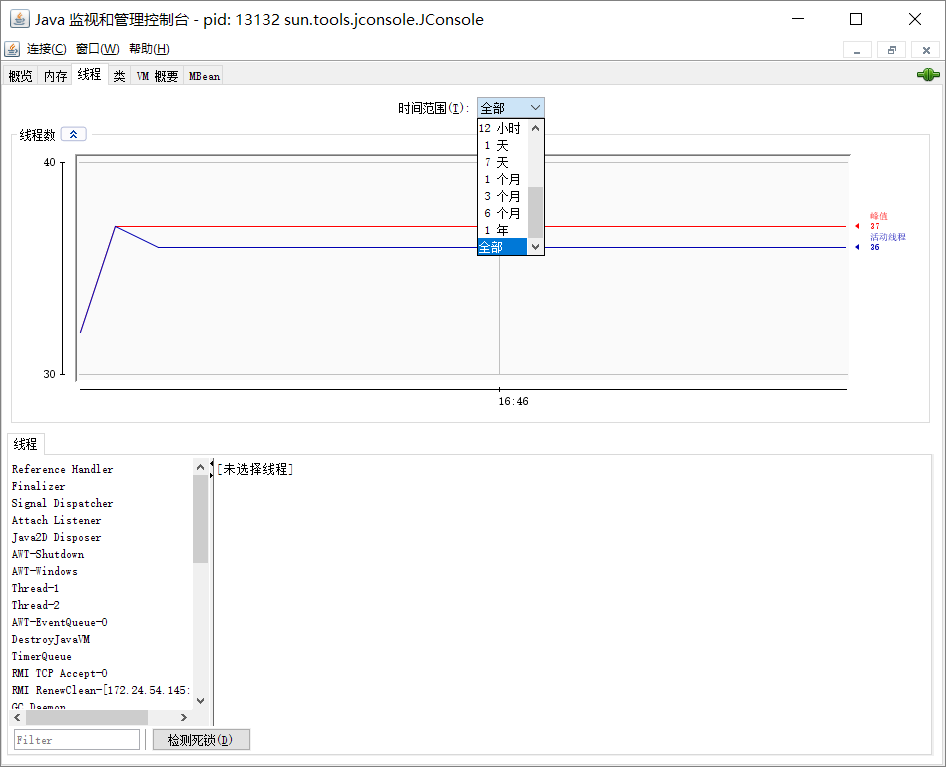 Java 监视和管理控制台 - pid: 13132 sun.tools.jconsole.JConsole
连接(C) 窗口(W) 帮助(H)
概览 内存 线程 类 VM 概要 MBean
时间范围(I): 全部
12 小时
1 天
7 天
1 个月
3 个月
6 个月
1 年
全部
线程数
40
30
峰值
37
活动线程
36
16:46
线程
Reference Handler
Finalizer
Signal Dispatcher
Attach Listener
Java2D Disposer
AWT-Shutdown
AWT-Windows
Thread-1
Thread-2
AWT-EventQueue-0
DestroyJavaVM
TimerQueue
RMI TCP Accept-0
RMI RenewClean-[172.24.54.145:
GC Daemon
[未选择线程]
Filter
检测死锁(D)